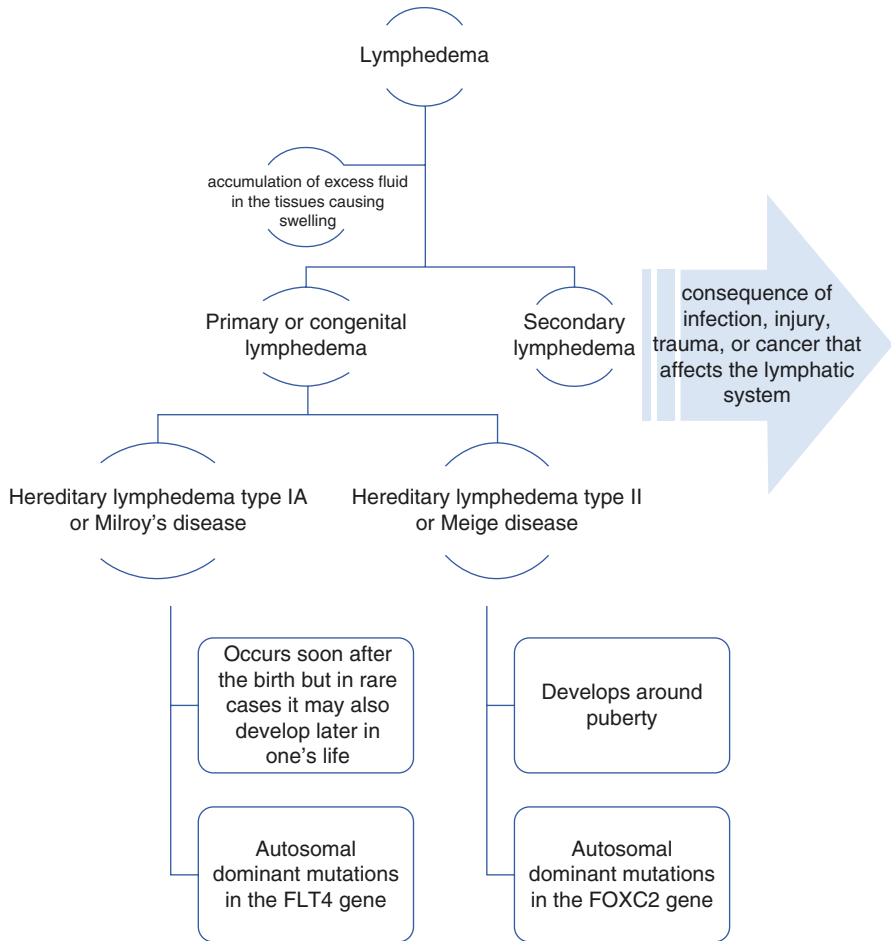 Lymphedema
accumulation of excess fluid
in the tissues causing
swelling
Primary or congenital
lymphedema
Secondary
lymphedema
consequence of
infection, injury,
trauma, or cancer that
affects the lymphatic
system
Hereditary lymphedema type IA
or Milroy’s disease
Hereditary lymphedema type II
or Meige disease
Occurs soon after
the birth but in rare
cases it may also
develop later in
one’s life
Develops around
puberty
Autosomal
dominant mutations
in the FLT4 gene
Autosomal
dominant mutations
in the FOXC2 gene